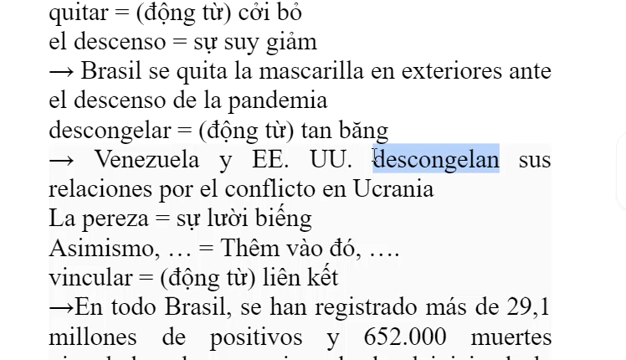 quitar = (động từ) cởi bỏ
el descenso = sự suy giảm
→ Brasil se quita la mascarilla en exteriores ante
el descenso de la pandemia
descongelar = (động từ) tan băng
→ Venezuela y EE. UU. descongelan sus
relaciones por el conflicto en Ucrania
La pereza = sự lười biếng
Asimismo, … = Thêm vào đó, ….
vincular = (động từ) liên kết
→En todo Brasil, se han registrado más de 29,1
millones de positivos y 652.000 muertes